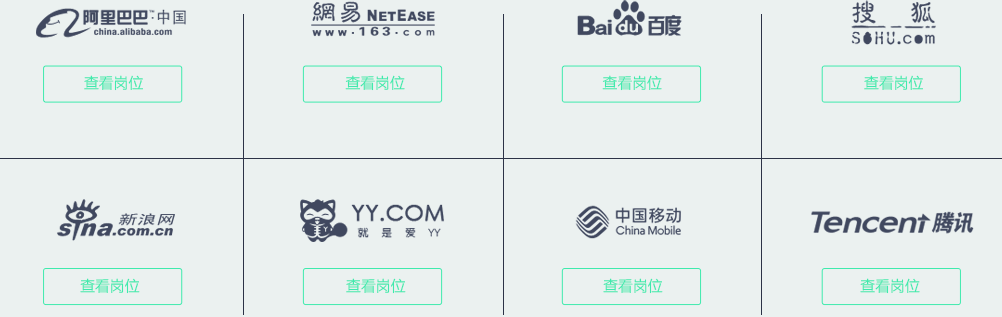 阿里巴巴™中国
china.alibaba.com
網易 NETEASE
www.163.com
Bai du 百度
搜狐
SOHU.com
查看岗位
查看岗位
查看岗位
查看岗位
sina 新浪网
.com.cn
YY.COM
就是爱 YY
中国移动
China Mobile
Tencent 腾讯
查看岗位
查看岗位
查看岗位
查看岗位